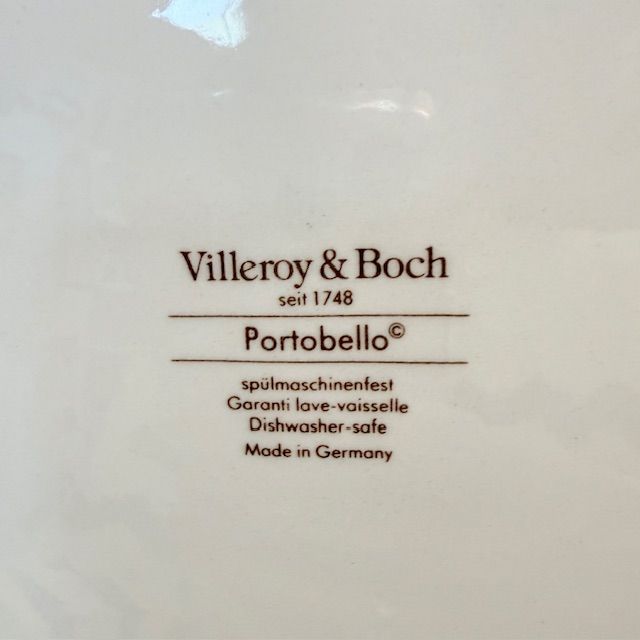 Villeroy & Boch
seit 1748
Portobello©
spülmaschinenfest
Garanti lave-vaisselle
Dishwasher-safe
Made in Germany